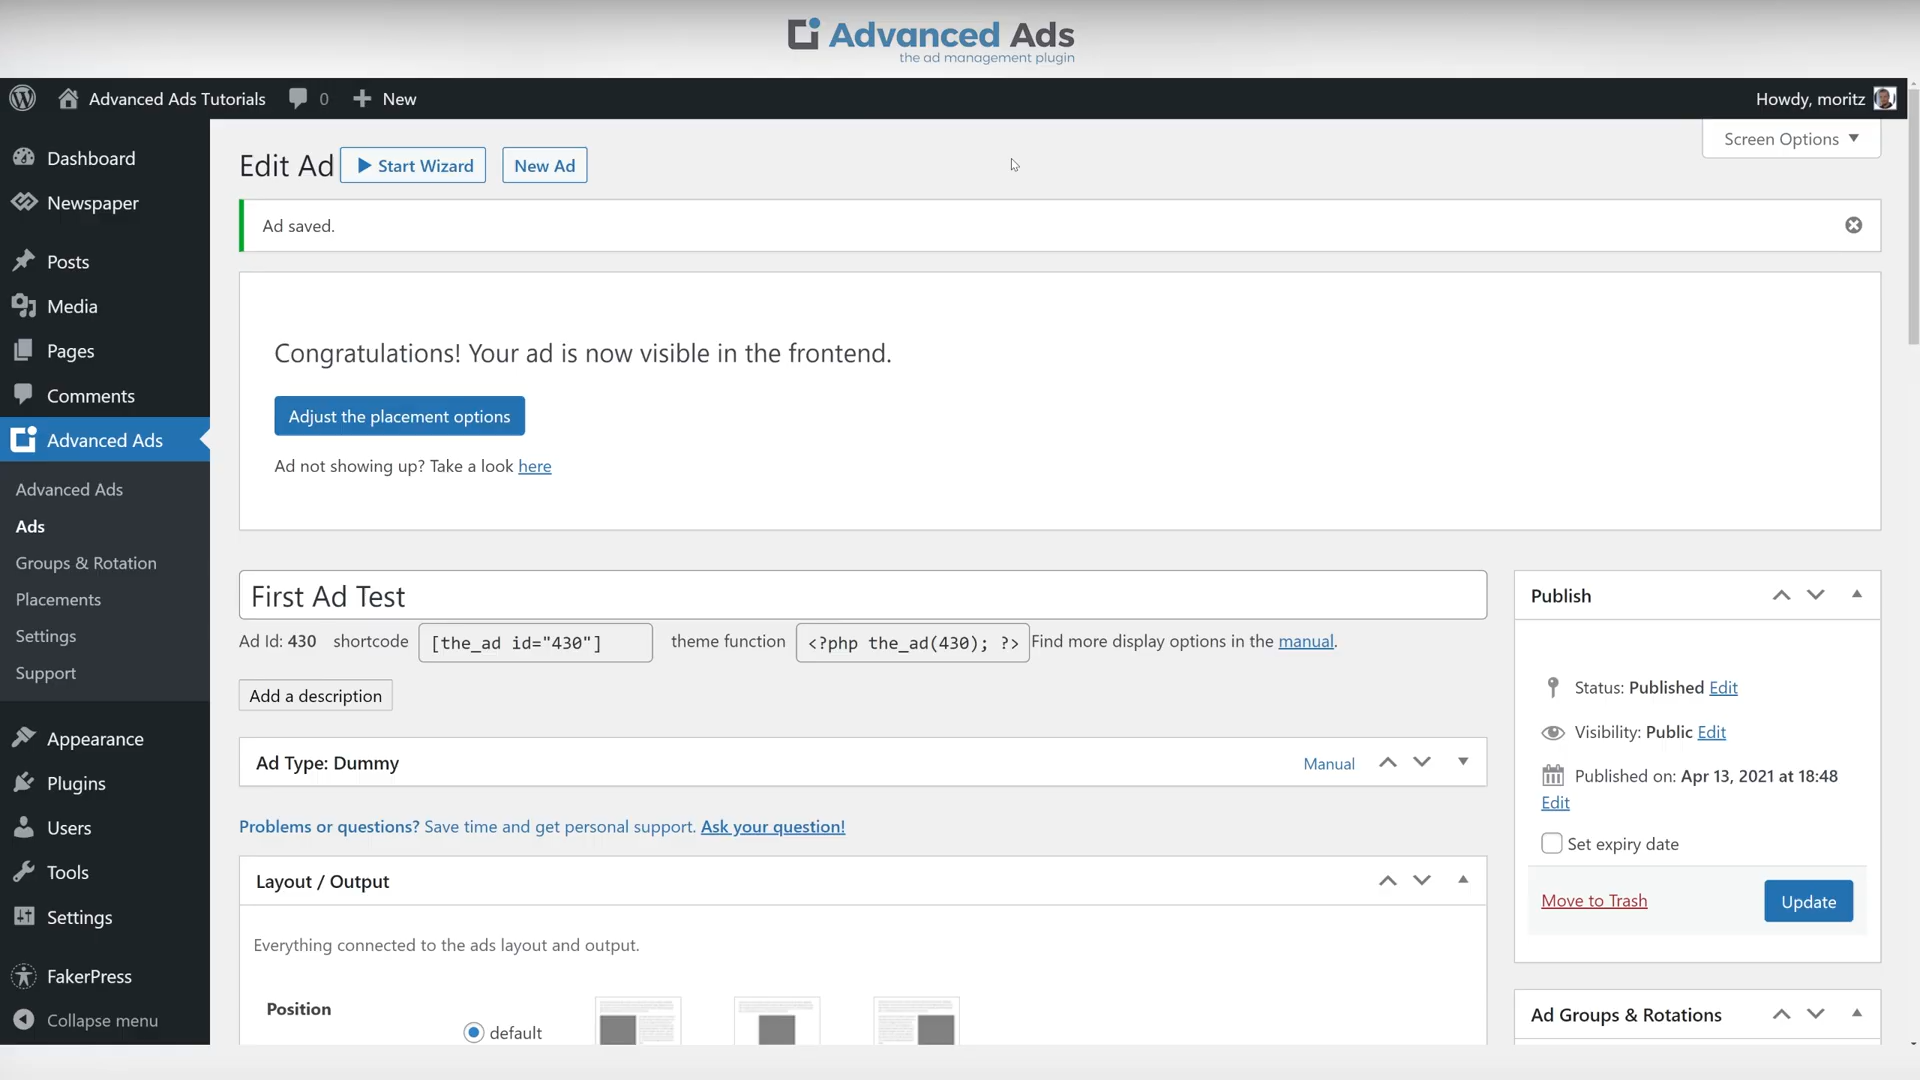 Advanced Ads
the ad management plugin
Advanced Ads Tutorials 0 New Howdy, moritz
Screen Options
Dashboard
Newspaper
Posts
Media
Pages
Comments
Advanced Ads
Advanced Ads
Ads
Groups & Rotation
Placements
Settings
Support
Appearance
Plugins
Users
Tools
Settings
FakerPress
Collapse menu
Edit Ad Start Wizard New Ad
Ad saved.
Congratulations! Your ad is now visible in the frontend.
Adjust the placement options
Ad not showing up? Take a look here
First Ad Test
Ad Id: 430 shortcode [the_ad id="430"] theme function <?php the_ad(430); ?> Find more display options in the manual.
Add a description
Ad Type: Dummy Manual
Problems or questions? Save time and get personal support. Ask your question!
Layout / Output
Everything connected to the ads layout and output.
Position
default
Publish
Status: Published Edit
Visibility: Public Edit
Published on: Apr 13, 2021 at 18:48
Edit
Set expiry date
Move to Trash Update
Ad Groups & Rotations